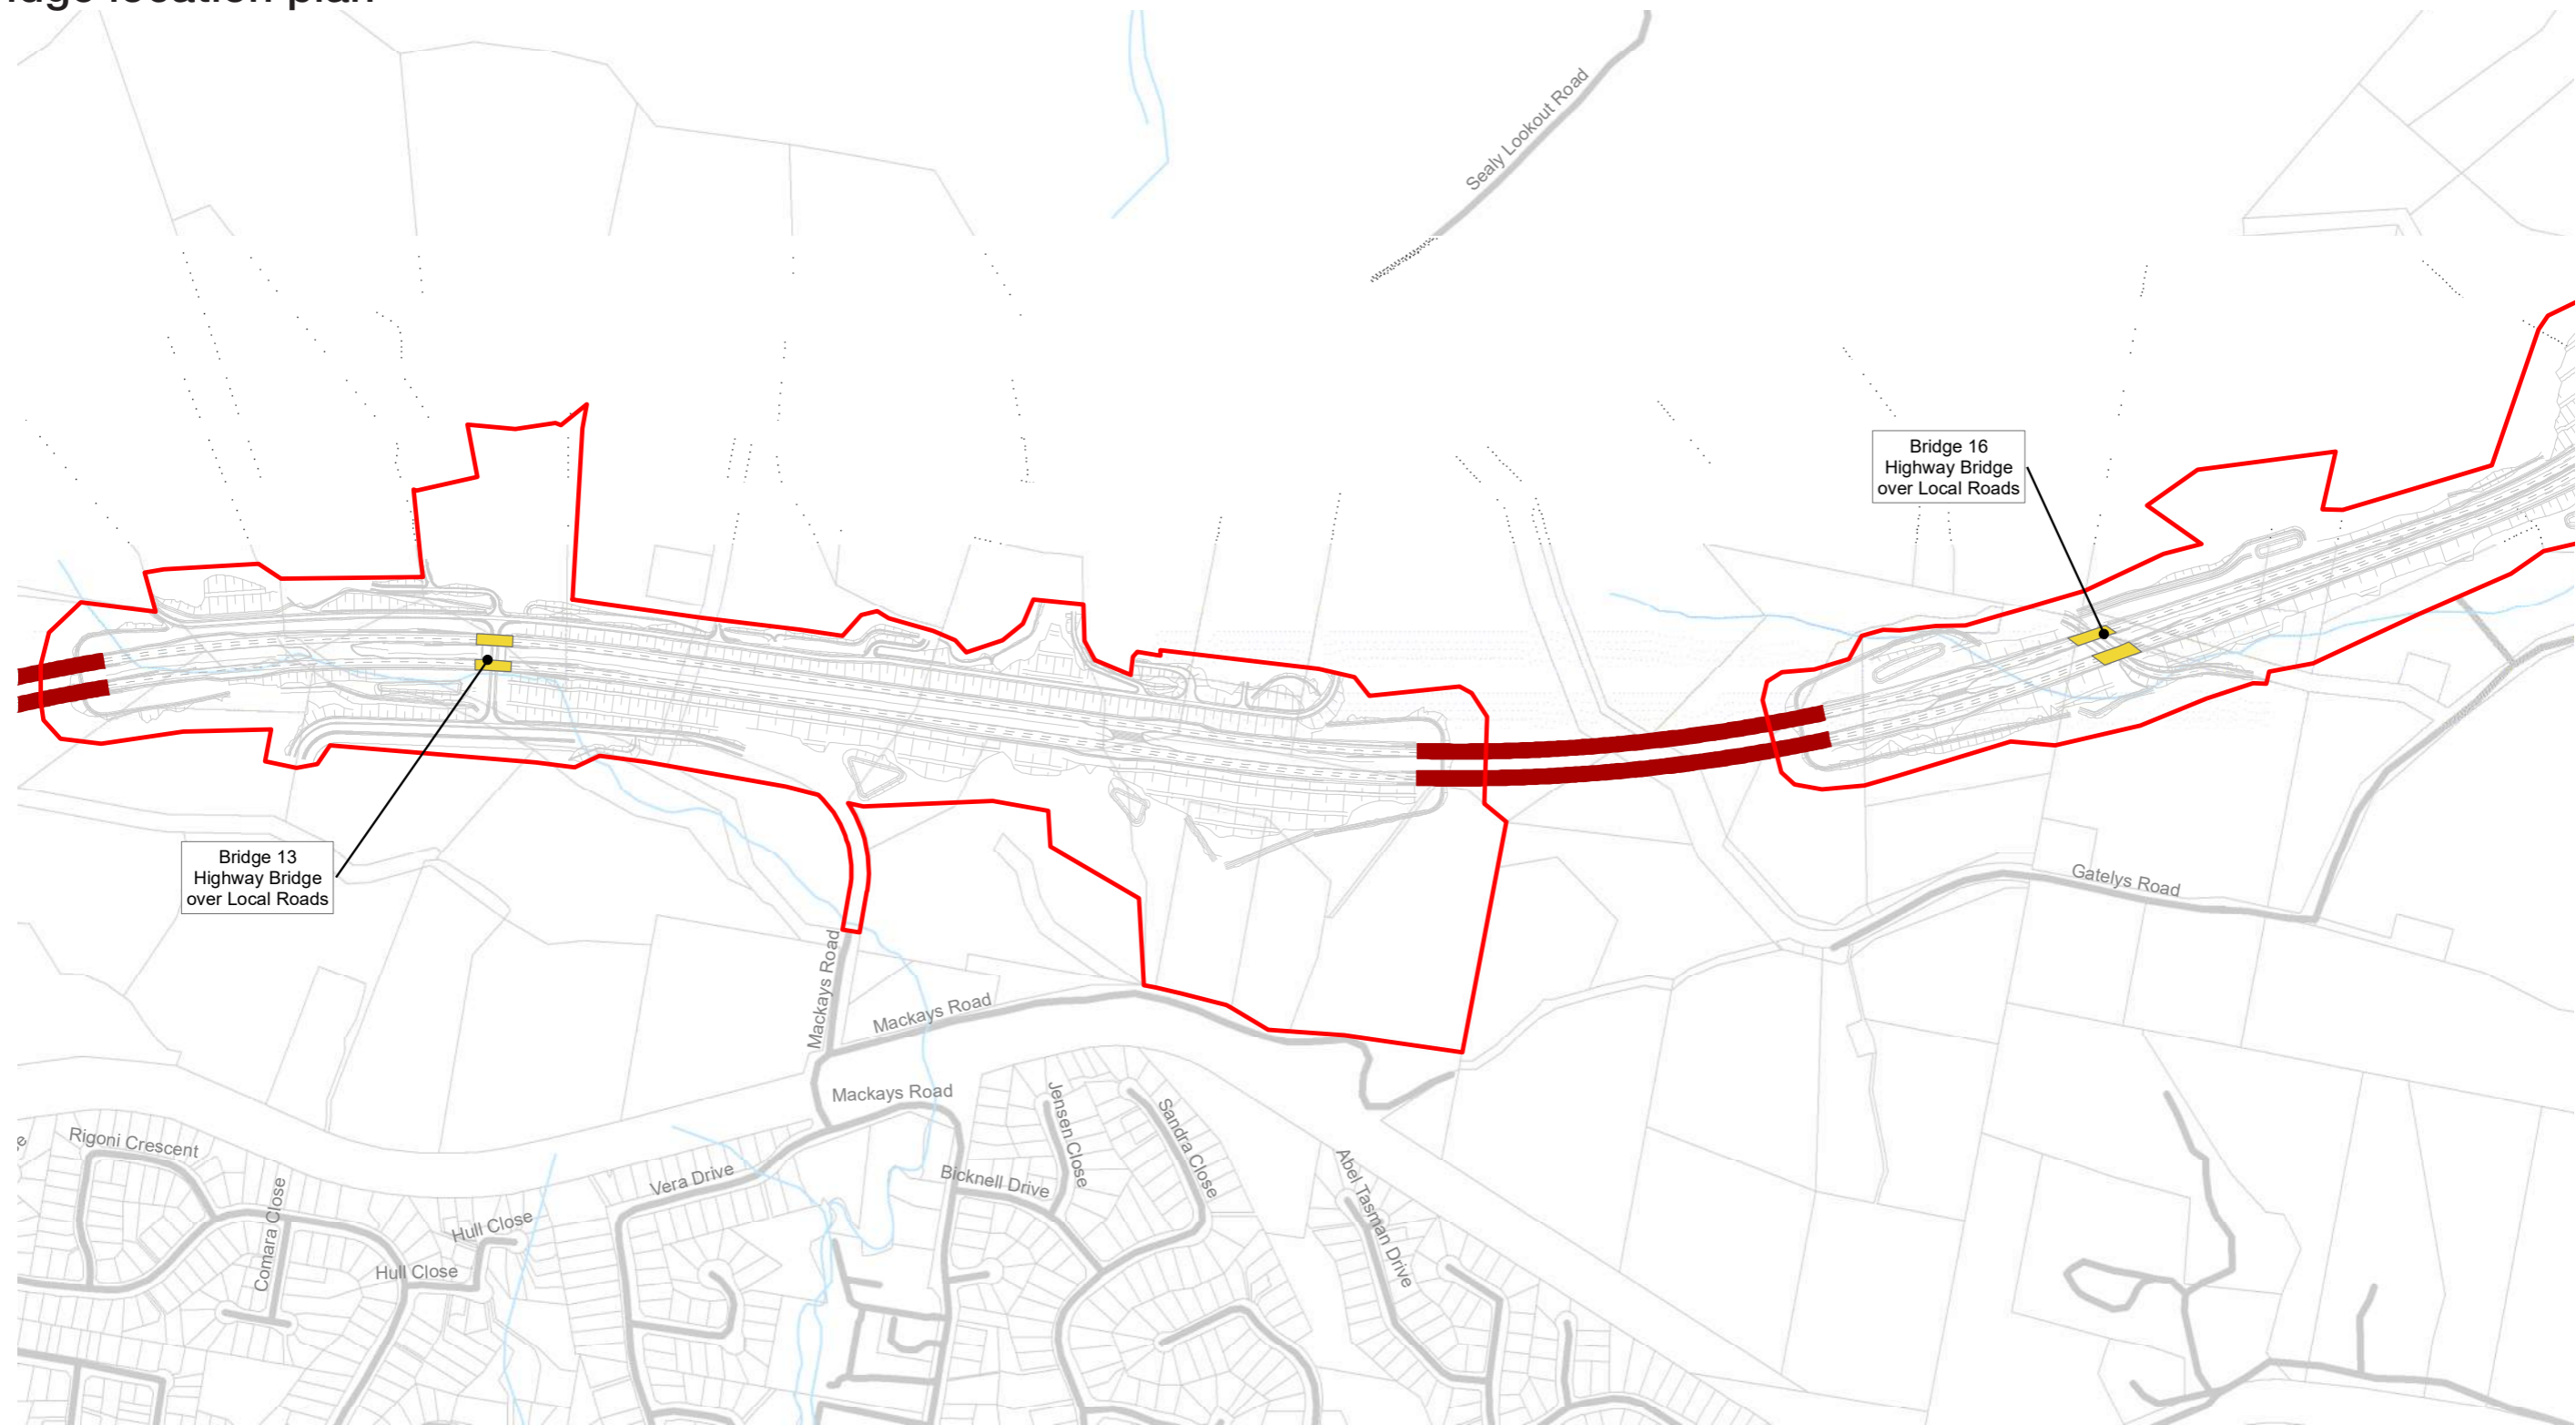 location plan
Sealy Lookout Road
Bridge 16
Highway Bridge
over Local Roads
Bridge 13
Highway Bridge
over Local Roads
Gatelys Road
Mackays Road
Mackays Road
Mackays Road
Rigoni Crescent
Comara Close
Hull Close
Hull Close
Vera Drive
Bicknell Drive
Jensen Close
Sandra Close
Abel Tasman Drive